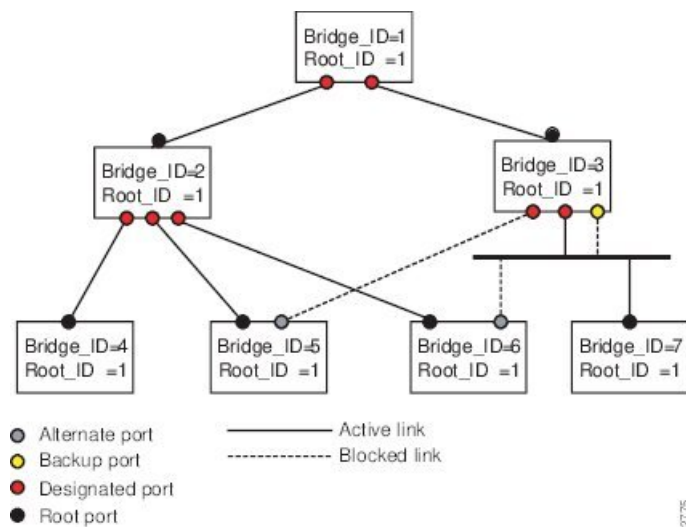 Bridge_ID=1
Root_ID =1
Bridge_ID=2
Root_ID =1
Bridge_ID=3
Root_ID =1
Bridge_ID=4
Root_ID =1
Bridge_ID=5
Root_ID =1
Bridge_ID=6
Root_ID =1
Bridge_ID=7
Root_ID =1
Alternate port
Backup port
Designated port
Root port
Active link
Blocked link